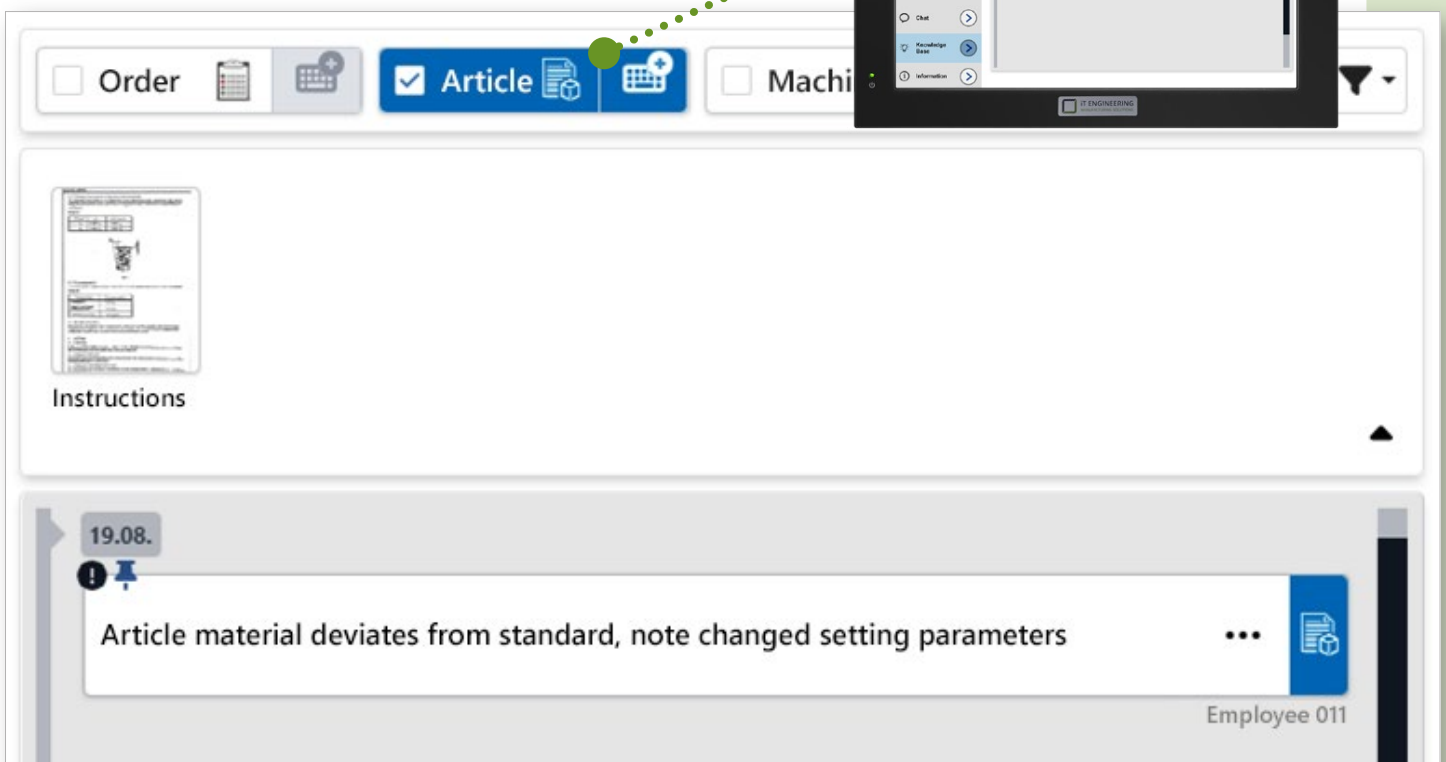 Chat
Knowledge
Base
Information
IT ENGINEERING
Order
Article
Machi
Instructions
19.08.
Article material deviates from standard, note changed setting parameters
Employee 011